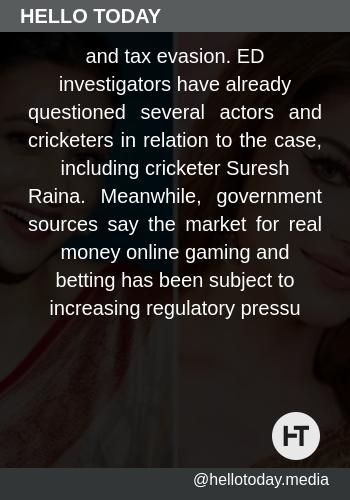 HELLO TODAY
and tax evasion. ED
investigators have already
questioned several actors and
cricketers in relation to the case,
including cricketer Suresh
Raina. Meanwhile, government
sources say the market for real
money online gaming and
betting has been subject to
increasing regulatory pressu
HT
@hellotoday.media